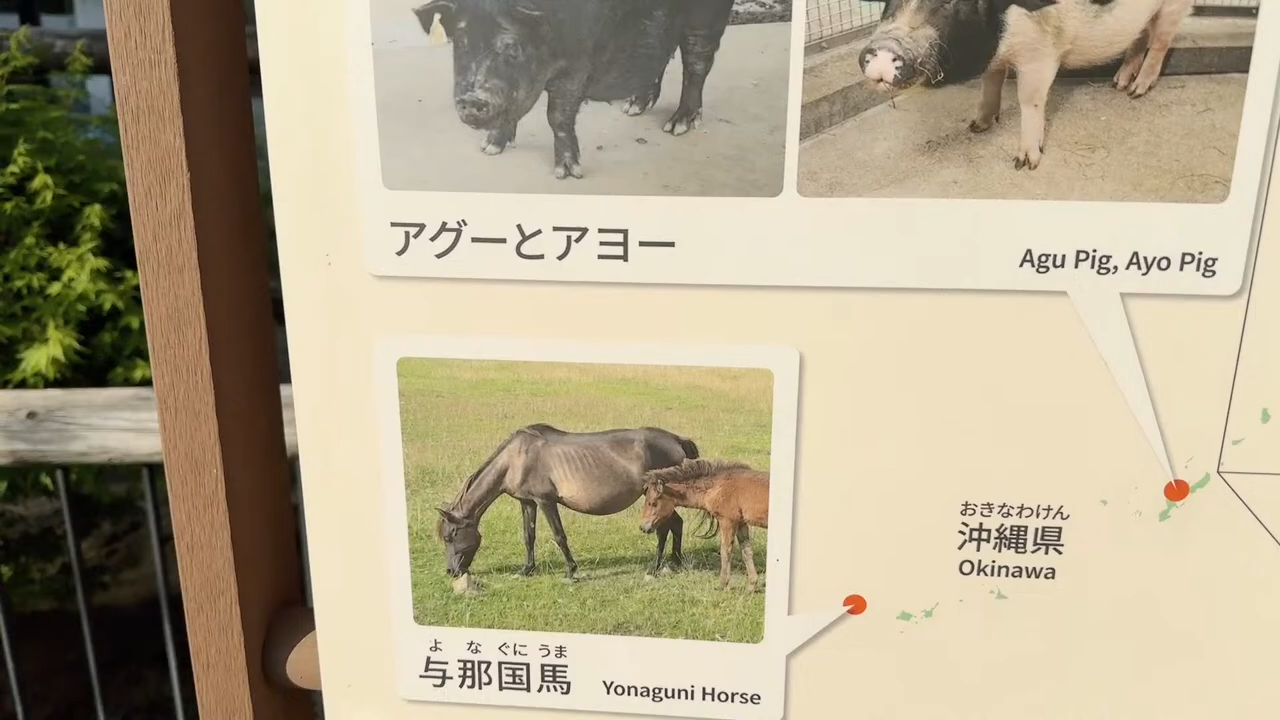 アグーとアヨー
Agu Pig, Ayo Pig
おきなわけん
沖縄県
Okinawa
よなぐにうま
与那国馬
Yonaguni Horse